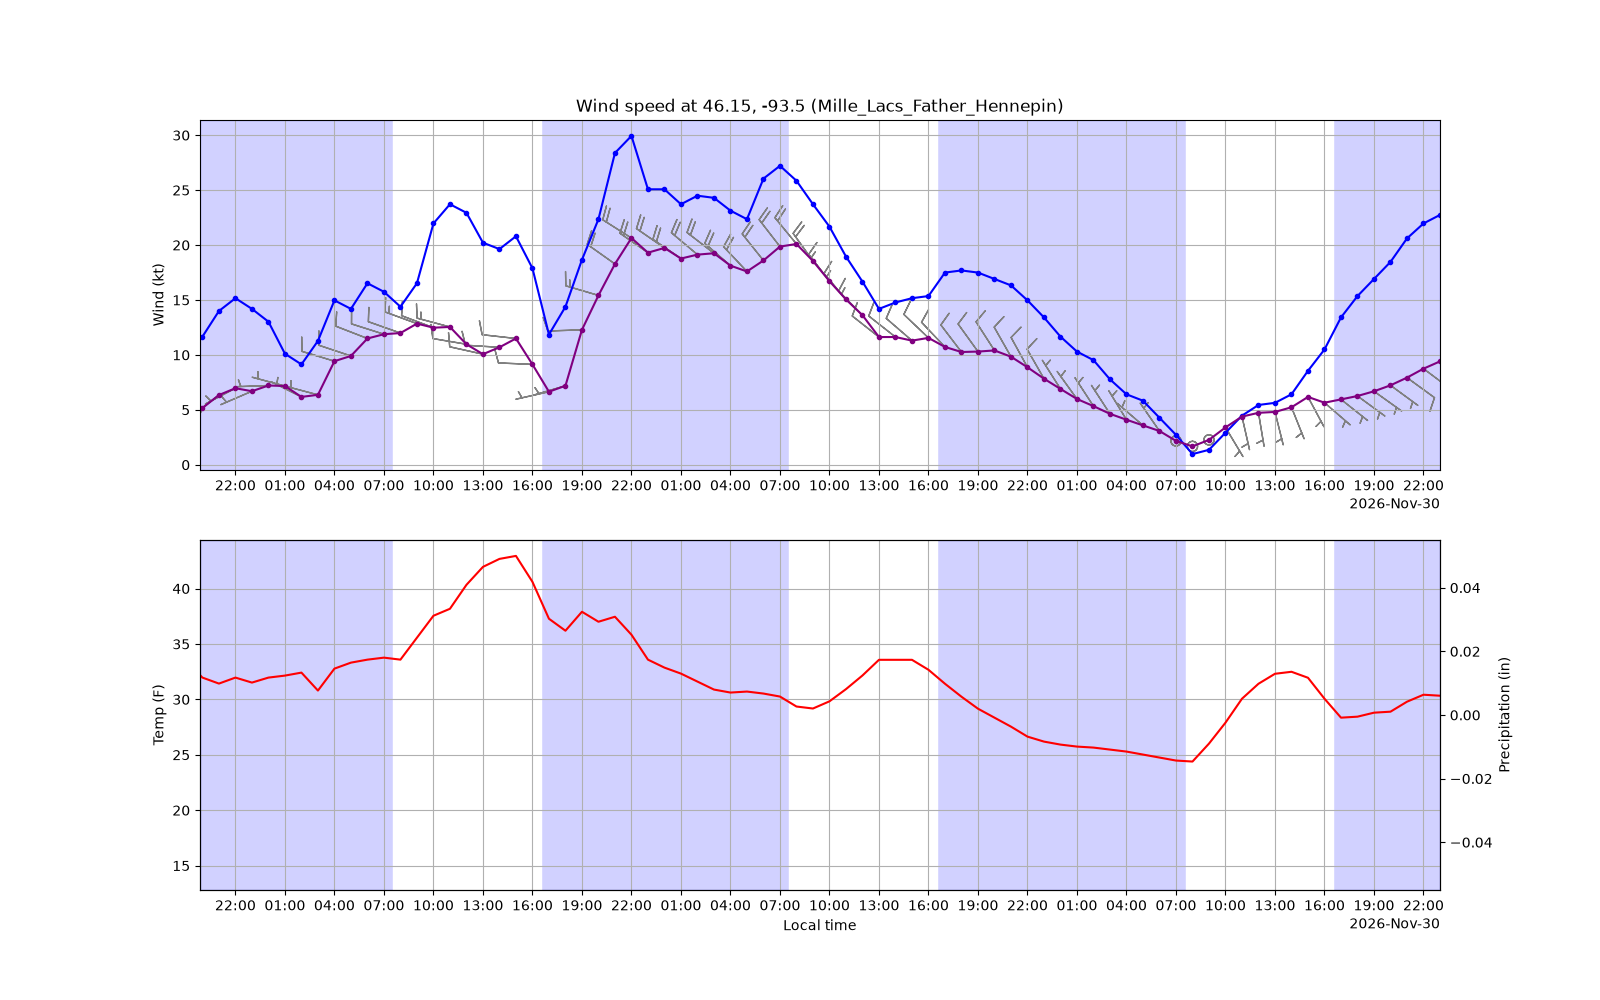 Wind speed at 46.15, -93.5 (Mille_Lacs_Father_Hennepin)
30
25
20
15
10
5
0
Wind (kt)
22:00 01:00 04:00 07:00 10:00 13:00 16:00 19:00 22:00 01:00 04:00 07:00 10:00 13:00 16:00 19:00 22:00 01:00 04:00 07:00 10:00 13:00 16:00 19:00 22:00
2026-Nov-30
40
35
30
25
20
15
Temp (F)
0.04
0.02
0.00
−0.02
−0.04
Precipitation (in)
22:00 01:00 04:00 07:00 10:00 13:00 16:00 19:00 22:00 01:00 04:00 07:00 10:00 13:00 16:00 19:00 22:00 01:00 04:00 07:00 10:00 13:00 16:00 19:00 22:00
Local time
2026-Nov-30